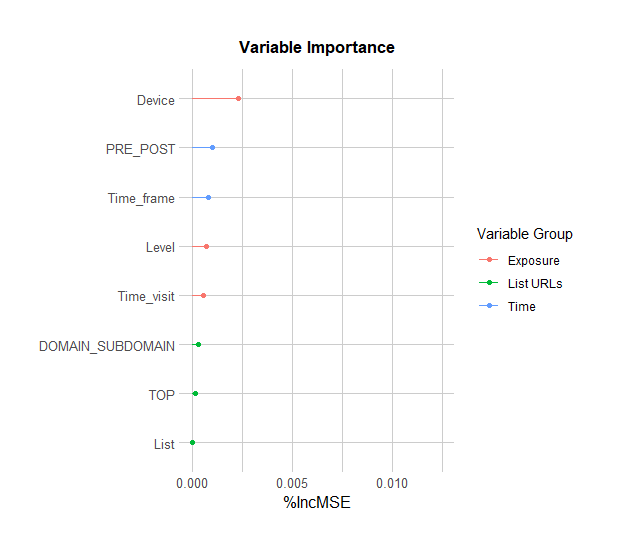 Variable Importance
Device
PRE_POST
Time_frame
Level
Time_visit
DOMAIN_SUBDOMAIN
TOP
List
0.000 0.005 0.010
%IncMSE
Variable Group
Exposure
List URLs
Time